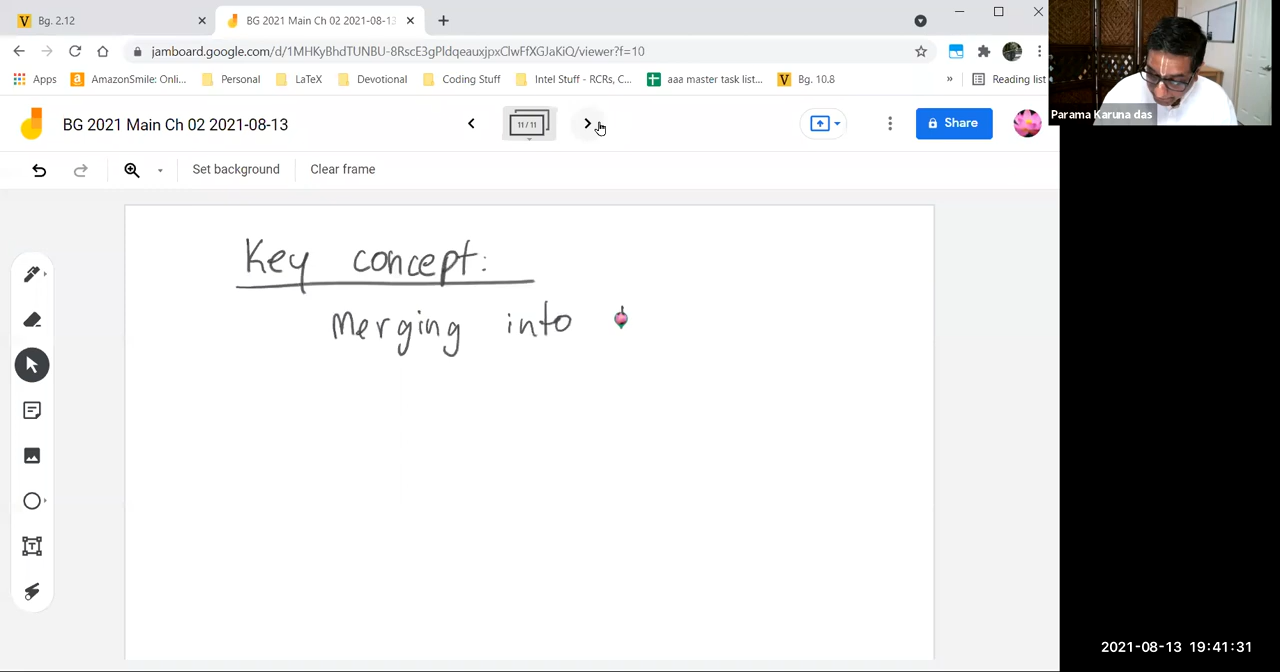 Bg. 2.12
BG 2021 Main Ch 02 2021-08-13
jamboard.google.com/d/1MHKyBhdTUNBU-8RscE3gPldqeauxjpxClwFfXGJaKiQ/viewer?f=10
Apps
AmazonSmile: Onli...
Personal
LaTeX
Devotional
Coding Stuff
Intel Stuff - RCRs, C...
aaa master task list...
Bg. 10.8
»
Reading list
Parama Karuna das
BG 2021 Main Ch 02 2021-08-13
11 / 11
Share
Set background
Clear frame
Key concept:
Merging into
2021-08-13 19:41:31